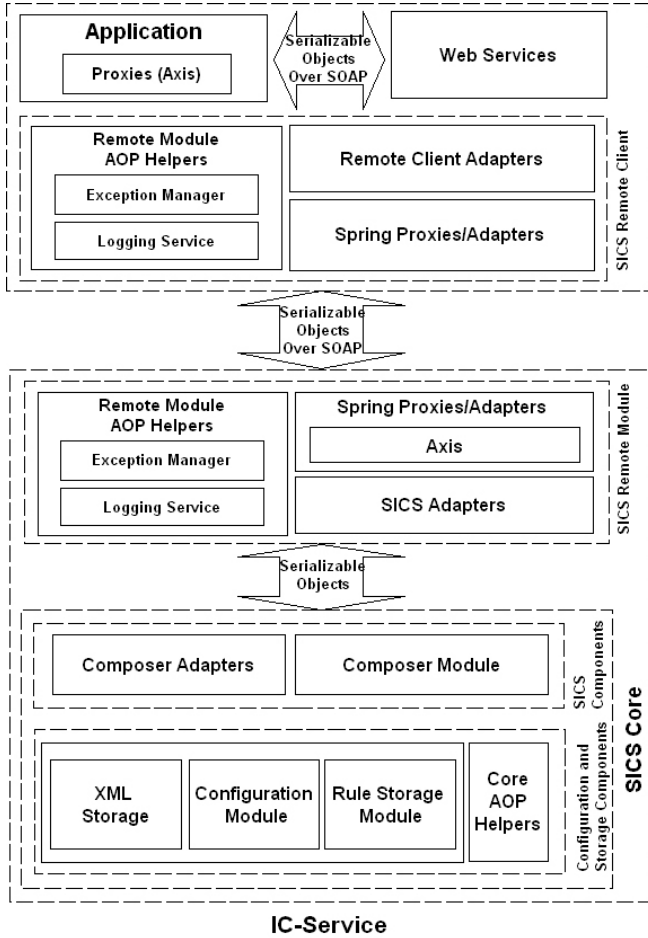 Application
Proxies (Axis)
Serializable
Objects
Over SOAP
Web Services
Remote Module
AOP Helpers
Exception Manager
Logging Service
Remote Client Adapters
Spring Proxies/Adapters
SICS Remote Client
Serializable
Objects
Over SOAP
Remote Module
AOP Helpers
Exception Manager
Logging Service
Spring Proxies/Adapters
Axis
SICS Adapters
SICS Remote Module
Serializable
Objects
Composer Adapters
Composer Module
SICS
Components
XML
Storage
Configuration
Module
Rule Storage
Module
Core
AOP
Helpers
Configuration and
Storage Components
SICS Core
IC-Service